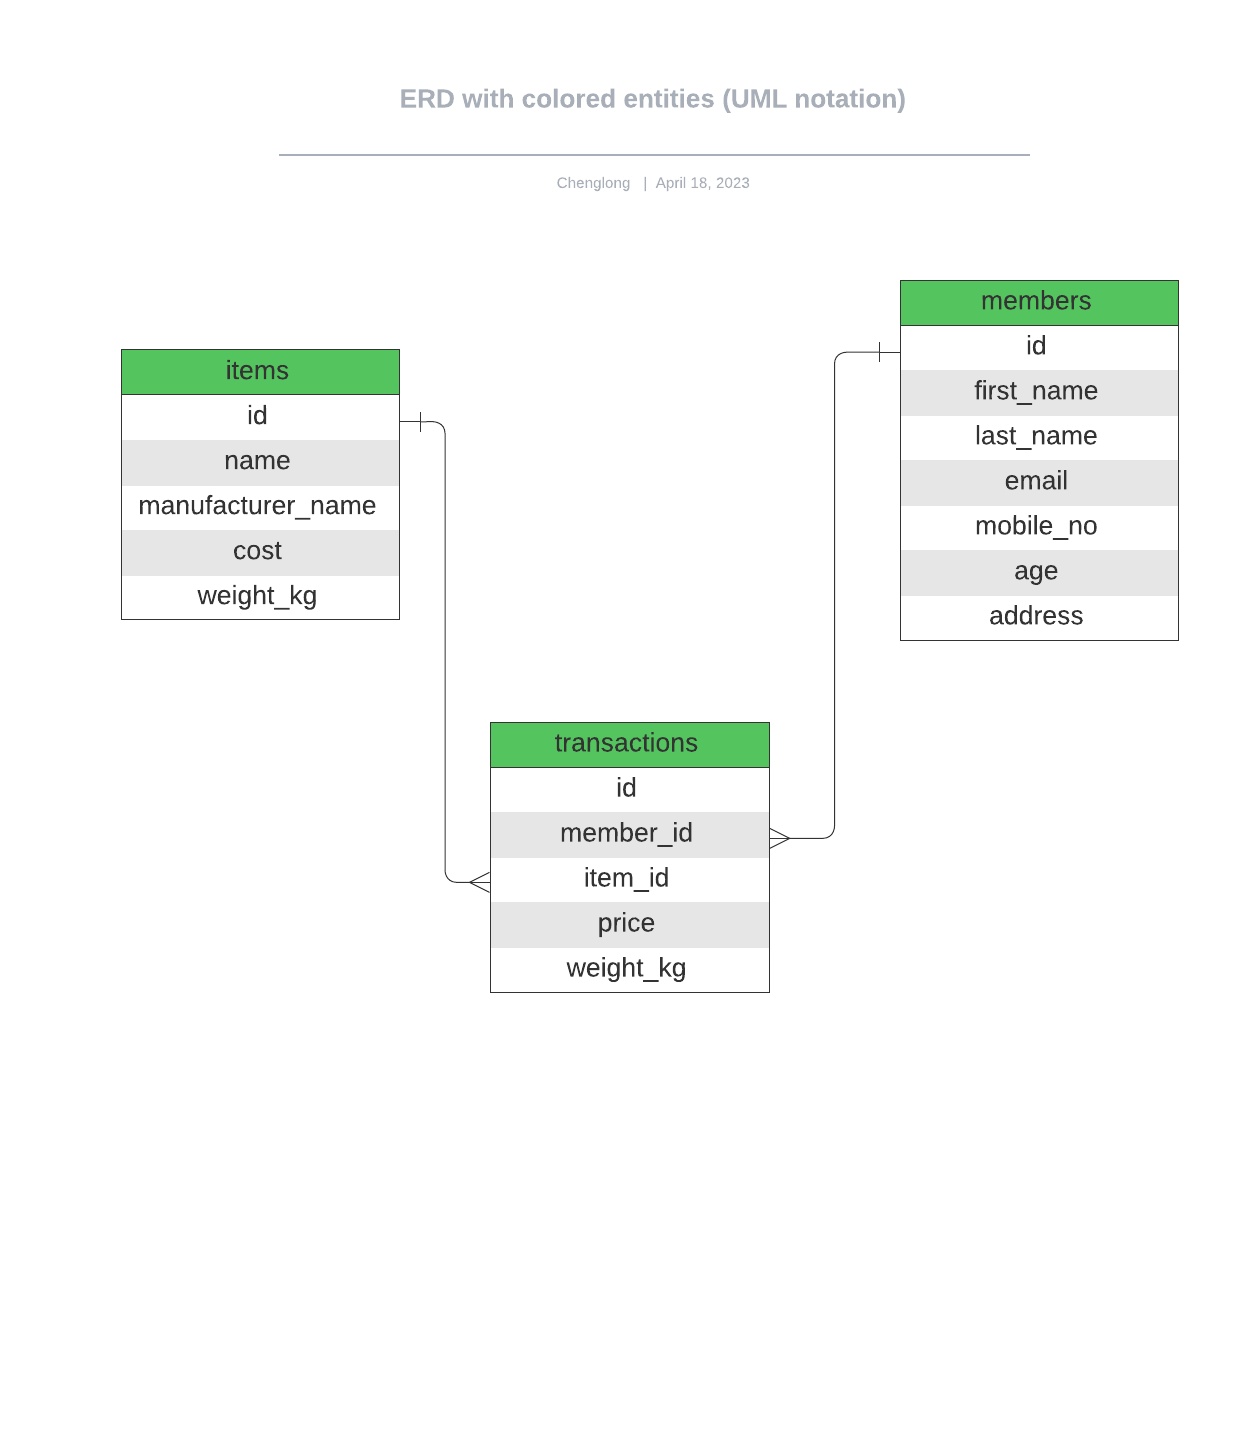 ERD with colored entities (UML notation)
Chenglong | April 18, 2023
items
id
name
manufacturer_name
cost
weight_kg
members
id
first_name
last_name
email
mobile_no
age
address
transactions
id
member_id
item_id
price
weight_kg